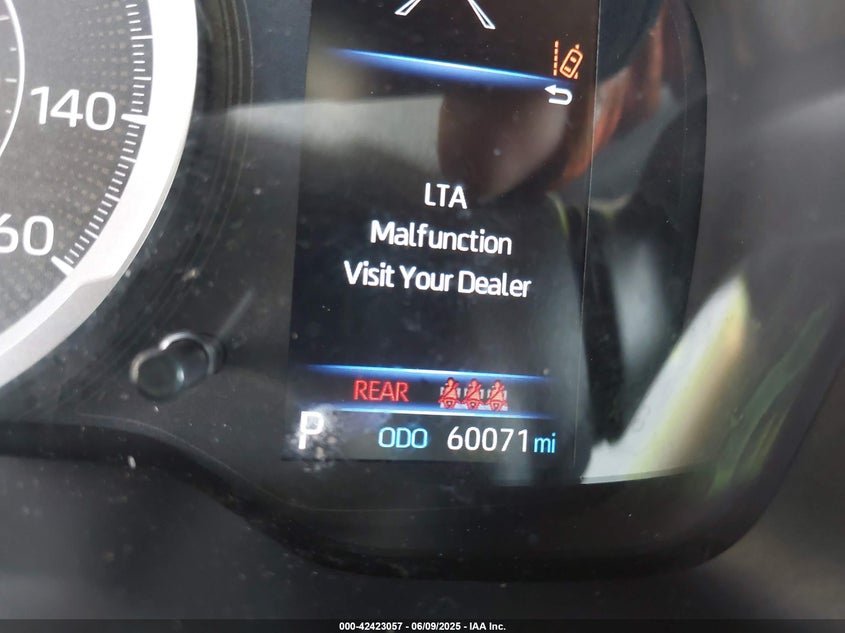 140
60
LTA
Malfunction
Visit Your Dealer
REAR
P ODO 60071 mi
000-42423057 - 06/09/2025 - IAA Inc.